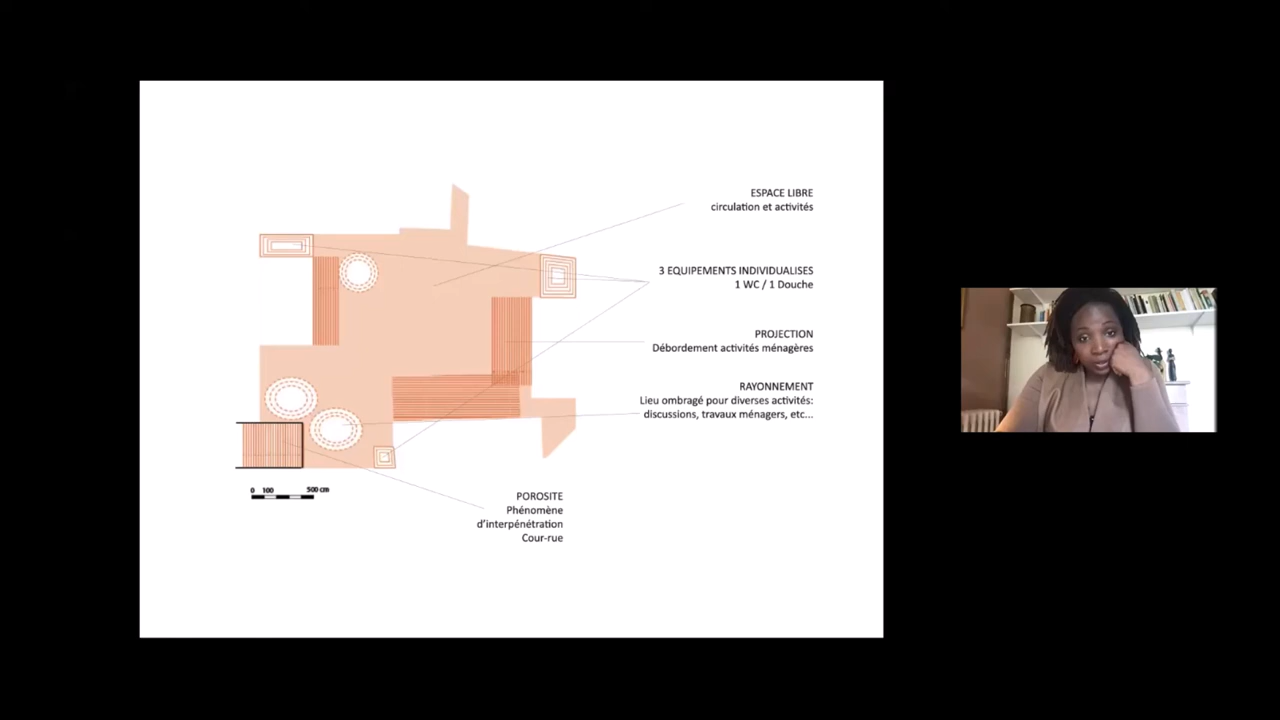 ESPACE LIBRE
circulation et activités
3 EQUIPEMENTS INDIVIDUALISES
1 WC / 1 Douche
PROJECTION
Débordement activités ménagères
RAYONNEMENT
Lieu ombragé pour diverses activités:
discussions, travaux ménagers, etc...
0 100 500 cm
POROSITE
Phénomène
d'interpénétration
Cour-rue